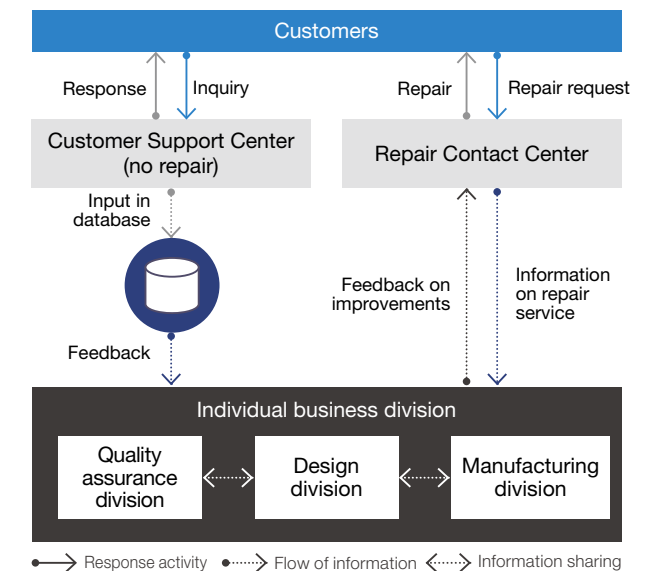 Customers
Response
Inquiry
Repair
Repair request
Customer Support Center
(no repair)
Repair Contact Center
Input in
database
Feedback on
improvements
Information
on repair
service
Feedback
Individual business division
Quality
assurance
division
Design
division
Manufacturing
division
Response activity
Flow of information
Information sharing